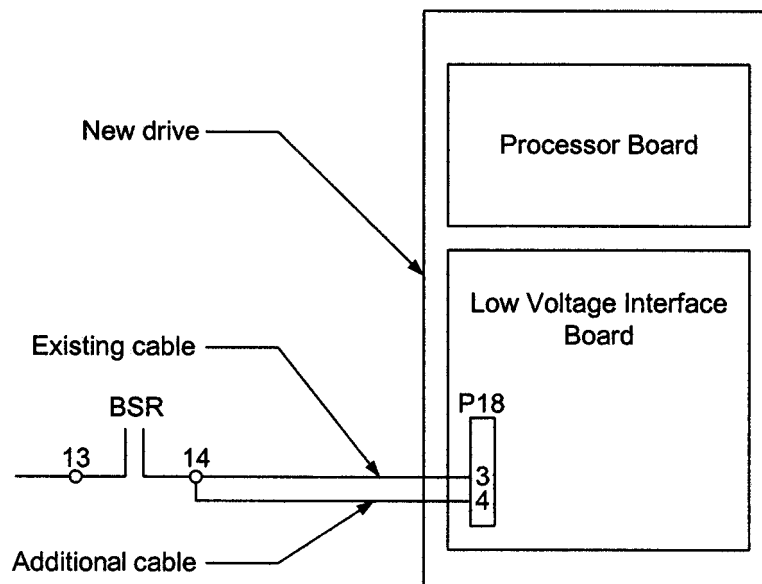 New drive
Processor Board
Low Voltage Interface
Board
Existing cable
P18
BSR
13
14
3
4
Additional cable